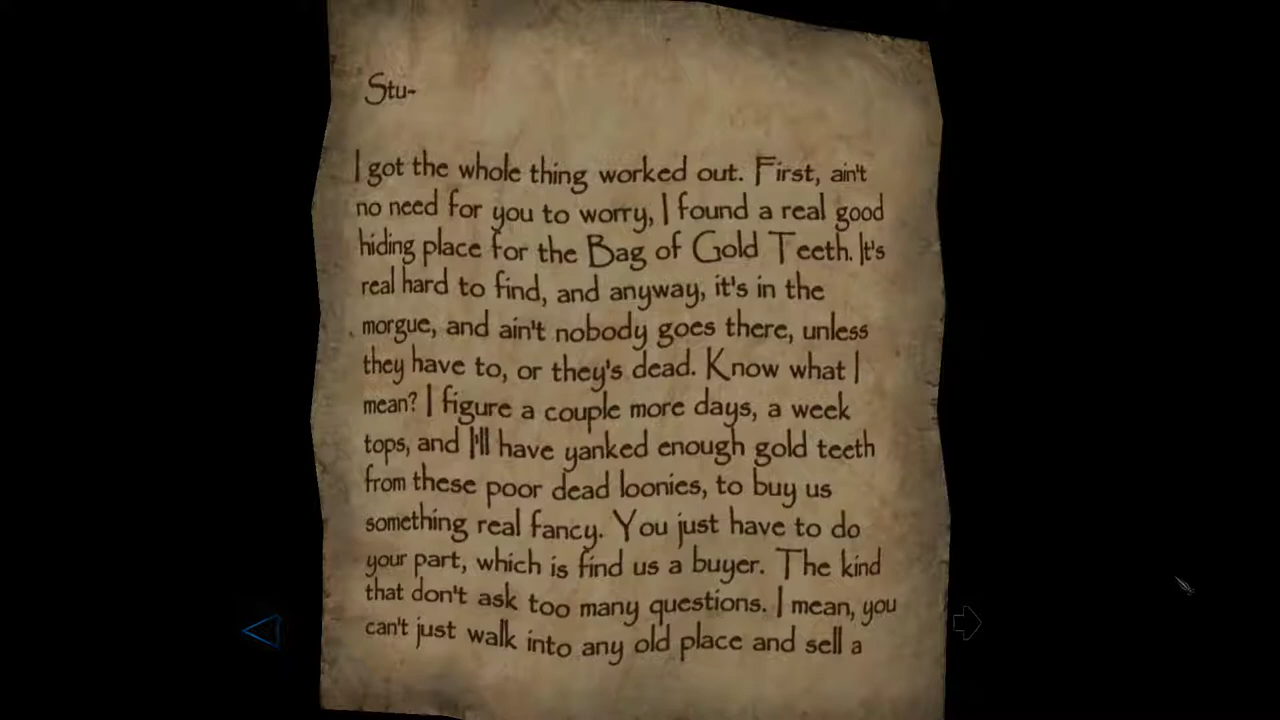 Stu-
I got the whole thing worked out. First, ain't
no need for you to worry, I found a real good
hiding place for the Bag of Gold Teeth. It's
real hard to find, and anyway, it's in the
morgue, and ain't nobody goes there, unless
they have to, or they's dead. Know what I
mean? I figure a couple more days, a week
tops, and I'll have yanked enough gold teeth
from these poor dead loonies, to buy us
something real fancy. You just have to do
your part, which is find us a buyer. The kind
that don't ask too many questions. I mean, you
can't just walk into any old place and sell a